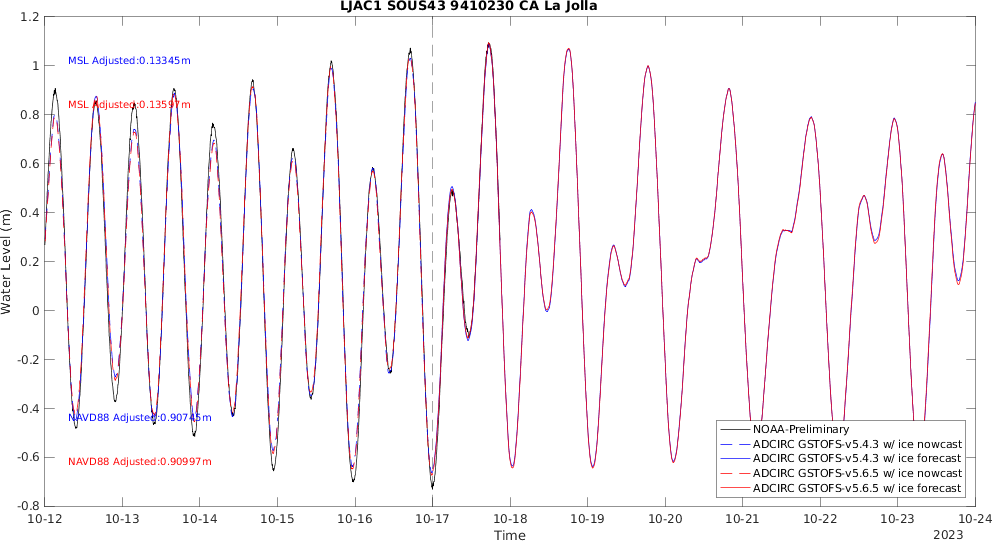 LJAC1 SOUS43 9410230 CA La Jolla
Water Level (m)
1.2
1
0.8
0.6
0.4
0.2
0
-0.2
-0.4
-0.6
-0.8
MSL Adjusted:0.13345m
MSL Adjusted:0.13597m
NAVD88 Adjusted:0.90745m
NAVD88 Adjusted:0.90997m
NOAA-Preliminary
ADCIRC GSTOFS-v5.4.3 w/ ice nowcast
ADCIRC GSTOFS-v5.4.3 w/ ice forecast
ADCIRC GSTOFS-v5.6.5 w/ ice nowcast
ADCIRC GSTOFS-v5.6.5 w/ ice forecast
10-12 10-13 10-14 10-15 10-16 10-17 10-18 10-19 10-20 10-21 10-22 10-23 10-24
Time
2023